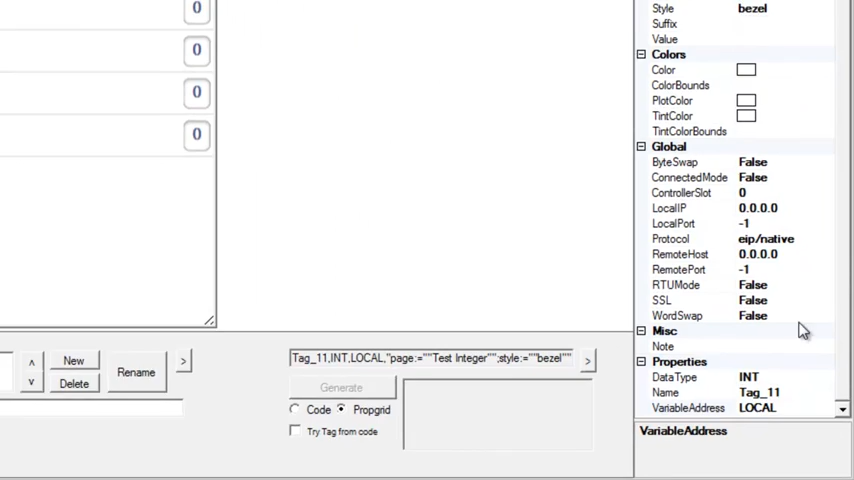 Style bezel
Suffix
Value
Colors
Color
ColorBounds
PlotColor
TintColor
TintColorBounds
Global
ByteSwap False
ConnectedMode False
ControllerSlot 0
LocalIP 0.0.0.0
LocalPort -1
Protocol eip/native
RemoteHost 0.0.0.0
RemotePort -1
RTUMode False
SSL False
WordSwap False
Misc
Note
Properties
DataType INT
Name Tag_11
VariableAddress LOCAL
VariableAddress
0
0
0
0
^
v
New
Delete
Rename
>
Tag_11,INT,LOCAL,"page:=""Test Integer"";style:=""bezel""
>
Generate
Code Propgrid
Try Tag from code